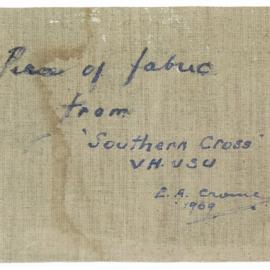 Piece of fabric
from
'Southern Cross'
VH.USU
E. A. Crome
1969